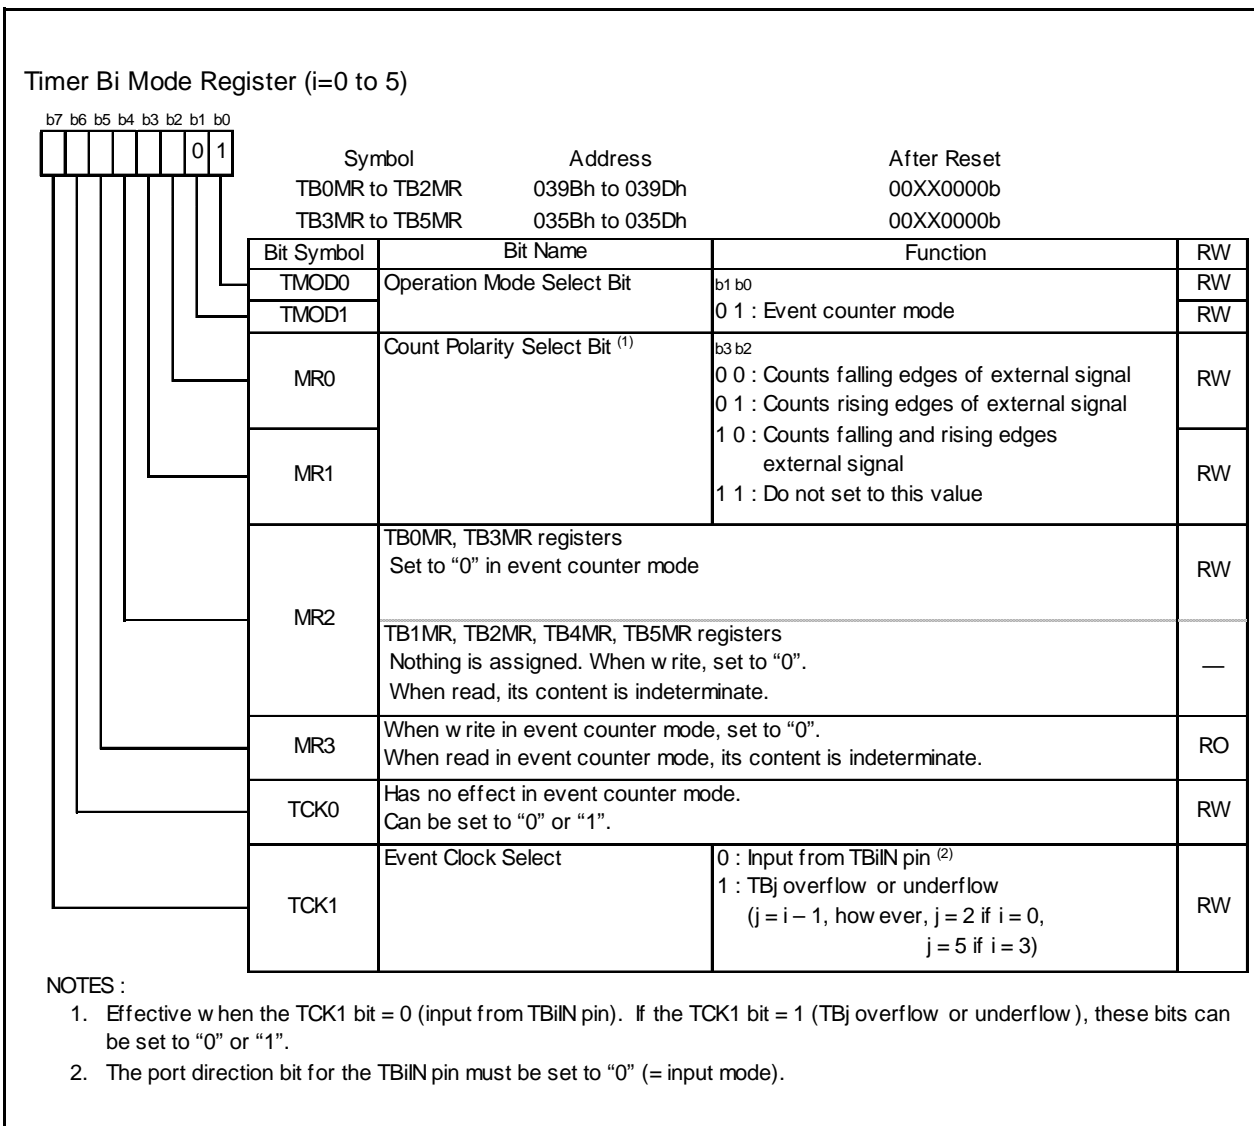 Timer Bi Mode Register (i=0 to 5)
b7 b6 b5 b4 b3 b2 b1 b0
0 1
Symbol Address After Reset
TB0MR to TB2MR 039Bh to 039Dh 00XX0000b
TB3MR to TB5MR 035Bh to 035Dh 00XX0000b
Bit Symbol Bit Name Function RW
TMOD0 Operation Mode Select Bit b1 b0 RW
TMOD1 0 1 : Event counter mode RW
MR0 Count Polarity Select Bit (1) b3 b2 RW
0 0 : Counts falling edges of external signal
0 1 : Counts rising edges of external signal
1 0 : Counts falling and rising edges
external signal
MR1 RW
1 1 : Do not set to this value
TB0MR, TB3MR registers
Set to “0” in event counter mode
RW
MR2
TB1MR, TB2MR, TB4MR, TB5MR registers
Nothing is assigned. When write, set to “0”.
When read, its content is indeterminate.
—
MR3 When write in event counter mode, set to “0”.
When read in event counter mode, its content is indeterminate. RO
TCK0 Has no effect in event counter mode.
Can be set to “0” or “1”. RW
TCK1 Event Clock Select 0 : Input from TBiIN pin (2)
1 : TBj overflow or underflow
(j = i – 1, however, j = 2 if i = 0,
j = 5 if i = 3)
RW
NOTES :
1. Effective when the TCK1 bit = 0 (input from TBiIN pin). If the TCK1 bit = 1 (TBj overflow or underflow), these bits can
be set to “0” or “1”.
2. The port direction bit for the TBiIN pin must be set to “0” (= input mode).